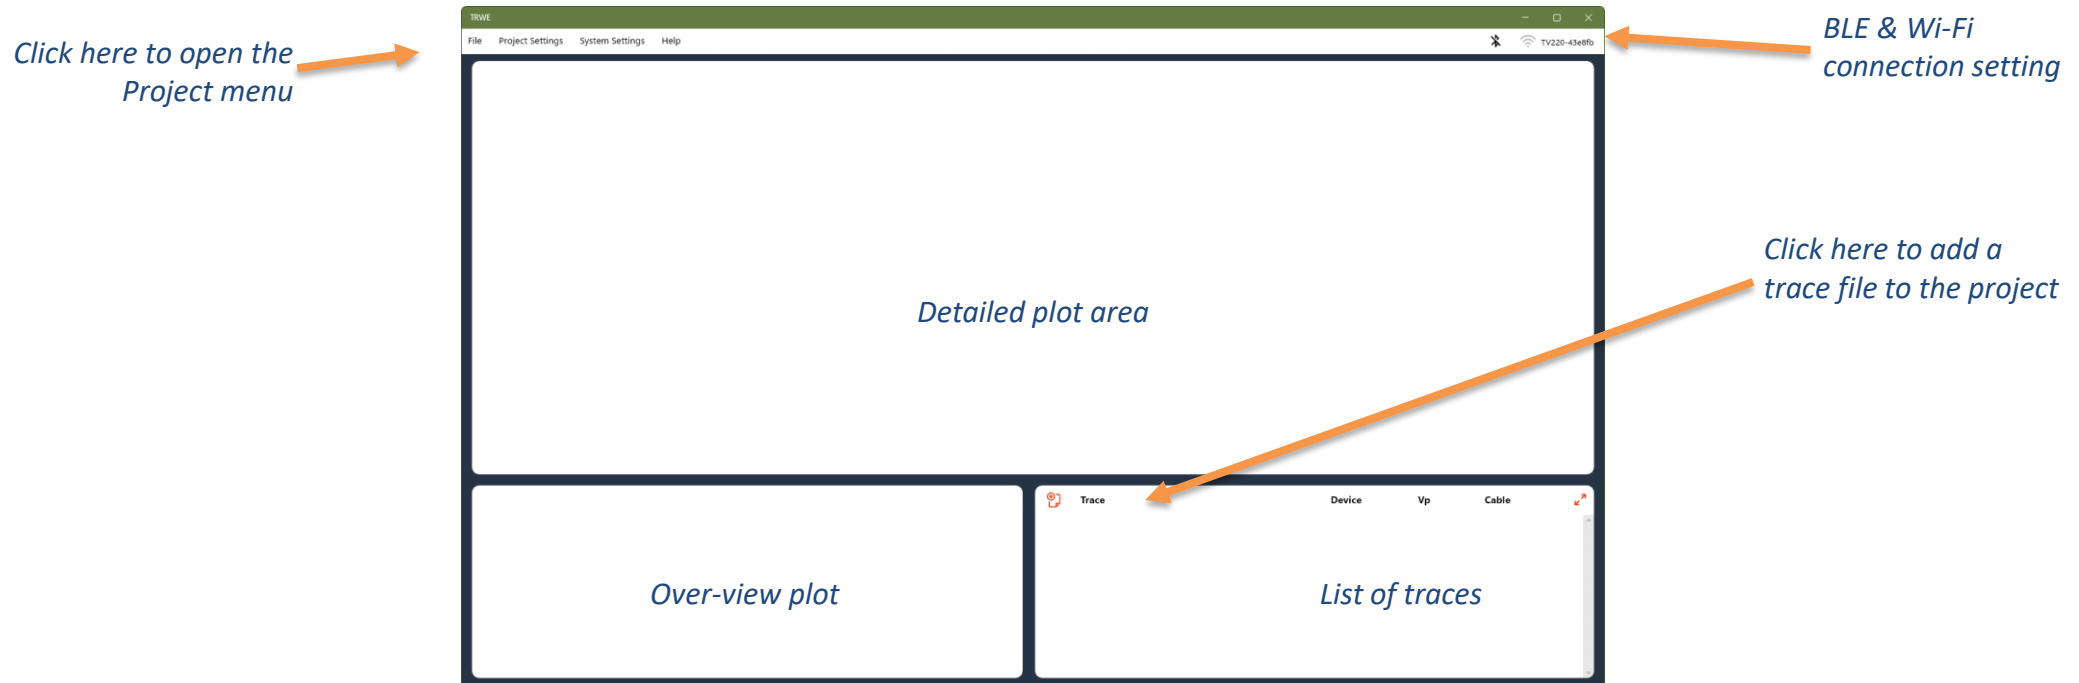 TRWE
File Project Settings System Settings Help
TV220-43e8fb
Click here to open the
Project menu
BLE & Wi-Fi
connection setting
Click here to add a
trace file to the project
Detailed plot area
Trace Device Vp Cable
Over-view plot
List of traces